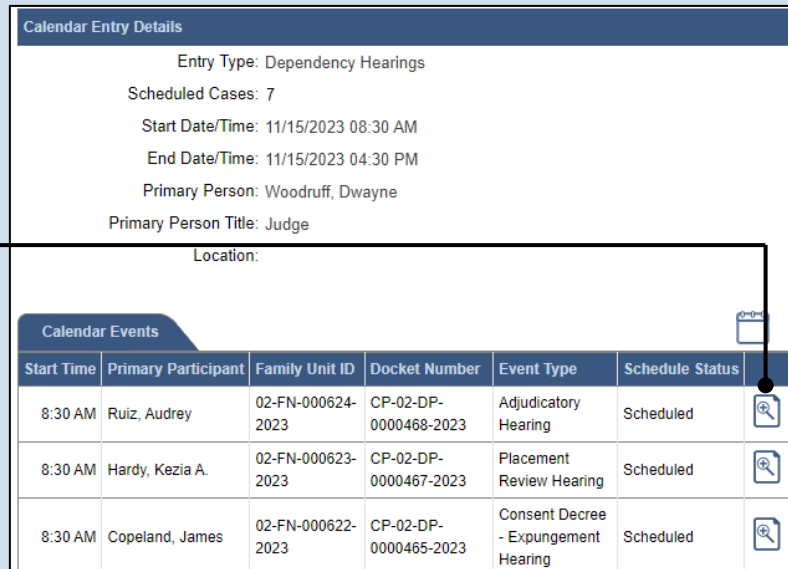 Calendar Entry Details
Entry Type: Dependency Hearings
Scheduled Cases: 7
Start Date/Time: 11/15/2023 08:30 AM
End Date/Time: 11/15/2023 04:30 PM
Primary Person: Woodruff, Dwayne
Primary Person Title: Judge
Location:
Calendar Events
Start Time Primary Participant Family Unit ID Docket Number Event Type Schedule Status
8:30 AM Ruiz, Audrey 02-FN-000624-2023 CP-02-DP-0000468-2023 Adjudicatory Hearing Scheduled
8:30 AM Hardy, Kezia A. 02-FN-000623-2023 CP-02-DP-0000467-2023 Placement Review Hearing Scheduled
8:30 AM Copeland, James 02-FN-000622-2023 CP-02-DP-0000465-2023 Consent Decree - Expungement Hearing Scheduled